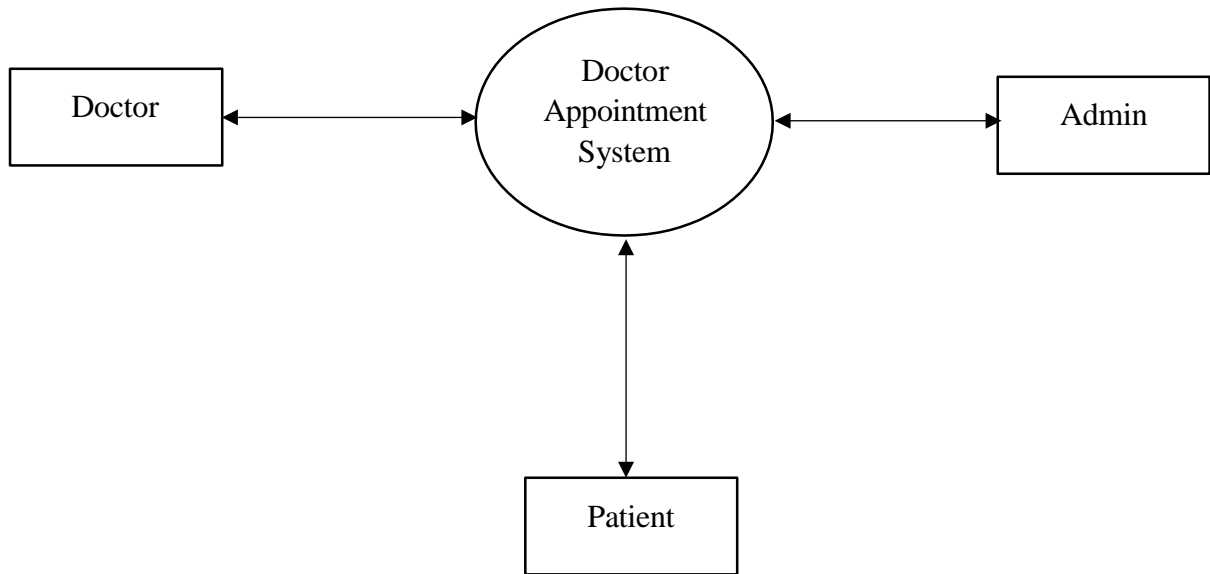 Doctor
Doctor
Appointment
System
Admin
Patient